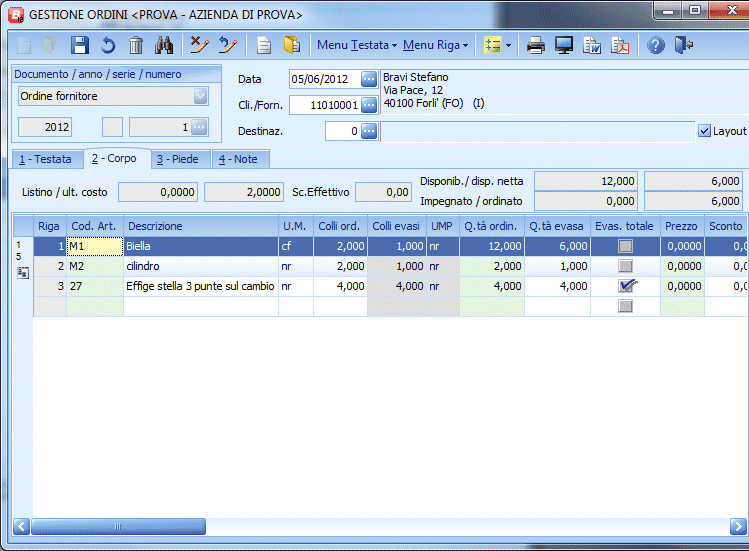 GESTIONE ORDINI <PROVA - AZIENDA DI PROVA>
Menu Testata Menu Riga
Documento / anno / serie / numero
Ordine fornitore
2012 1
Data 05/06/2012
Cli./Forn. 11010001
Destinaz. 0
Bravi Stefano
Via Pace, 12
40100 Forli' (FO) (I)
Layout
1 - Testata 2 - Corpo 3 - Piede 4 - Note
Listino / ult. costo 0,0000 2,0000 Sc.Effettivo 0,00
Disponib./ disp. netta 12,000 6,000
Impegnato / ordinato 0,000 6,000
Riga Cod. Art. Descrizione U.M. Colli ord. Colli evasi UMP Q.tà ordin. Q.tà evasa Evas. totale Prezzo Sconto
1
5
1 M1 Biella cf 2,000 1,000 nr 12,000 6,000 0,0000 0,0
2 M2 cilindro nr 2,000 1,000 nr 2,000 1,000 0,0000 0,0
3 27 Effige stella 3 punte sul cambio nr 4,000 4,000 nr 4,000 4,000 0,0000 0,0